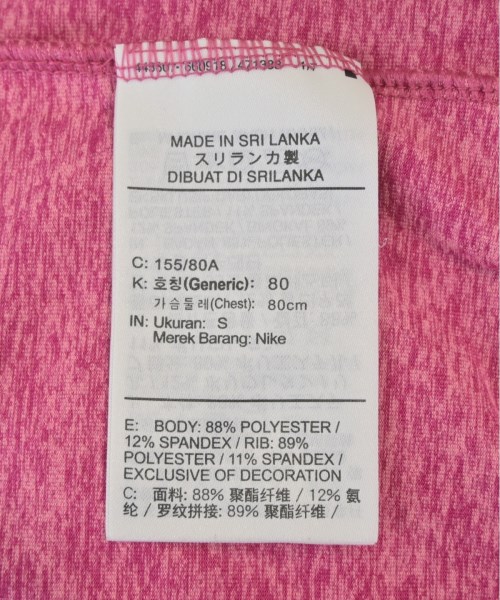 MADE IN SRI LANKA
スリランカ製
DIBUAT DI SRILANKA
C: 155/80A
K: 호칭(Generic): 80
가슴둘레(Chest): 80cm
IN: Ukuran: S
Merek Barang: Nike
E: BODY: 88% POLYESTER /
12% SPANDEX / RIB: 89%
POLYESTER / 11% SPANDEX /
EXCLUSIVE OF DECORATION
C: 面料: 88% 聚酯纤维 / 12% 氨
纶 / 罗纹拼接: 89% 聚酯纤维 /